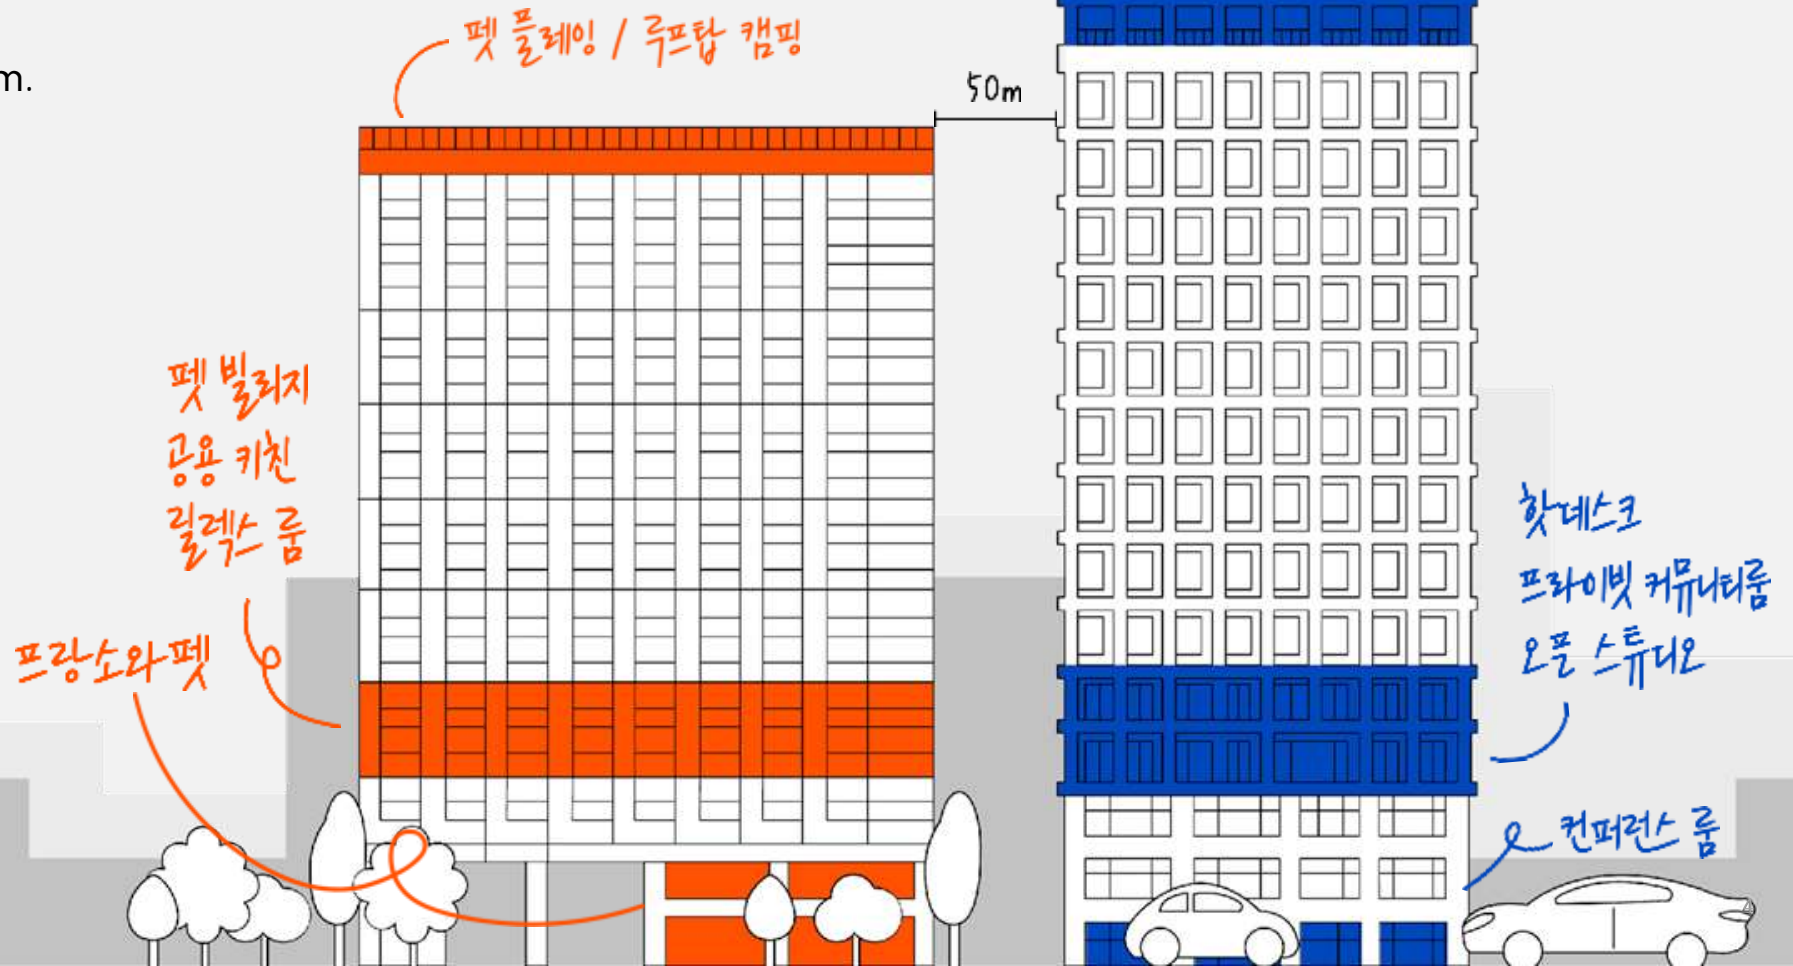 펫 플레잉 / 루프탑 캠핑
m.
50m
펫 빌리지
공용 키친
릴렉스 룸
프랑소와 펫
핫데스크
프라이빗 커뮤니티룸
오픈 스튜디오
컨퍼런스 룸